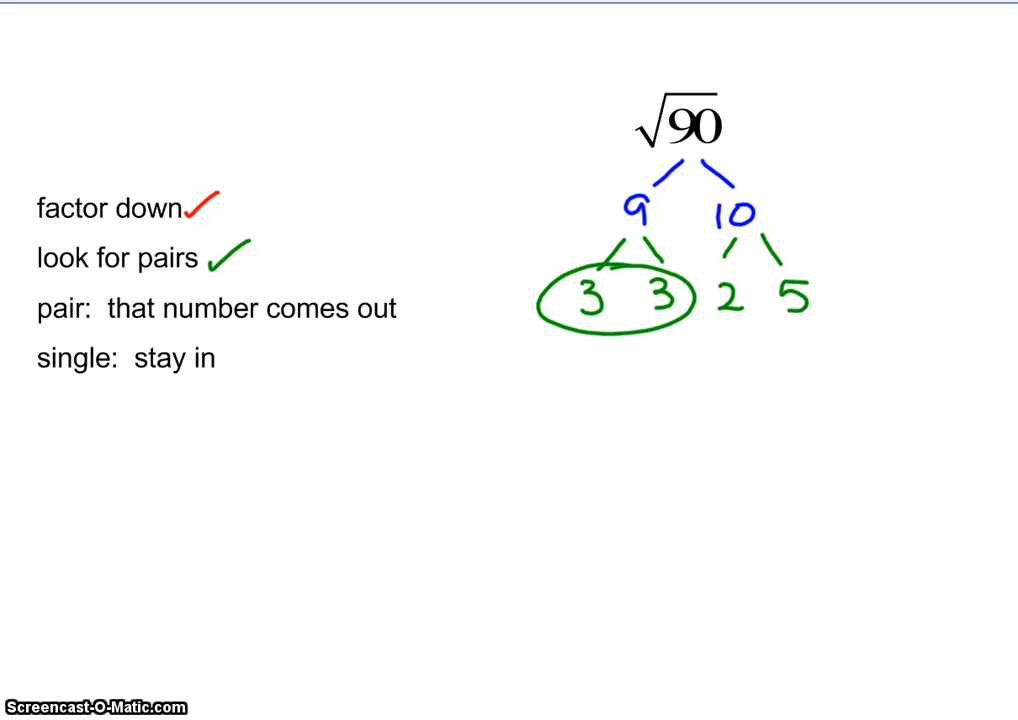 √90
9 10
3 3 2 5
factor down
look for pairs
pair: that number comes out
single: stay in
Screencast-O-Matic.com